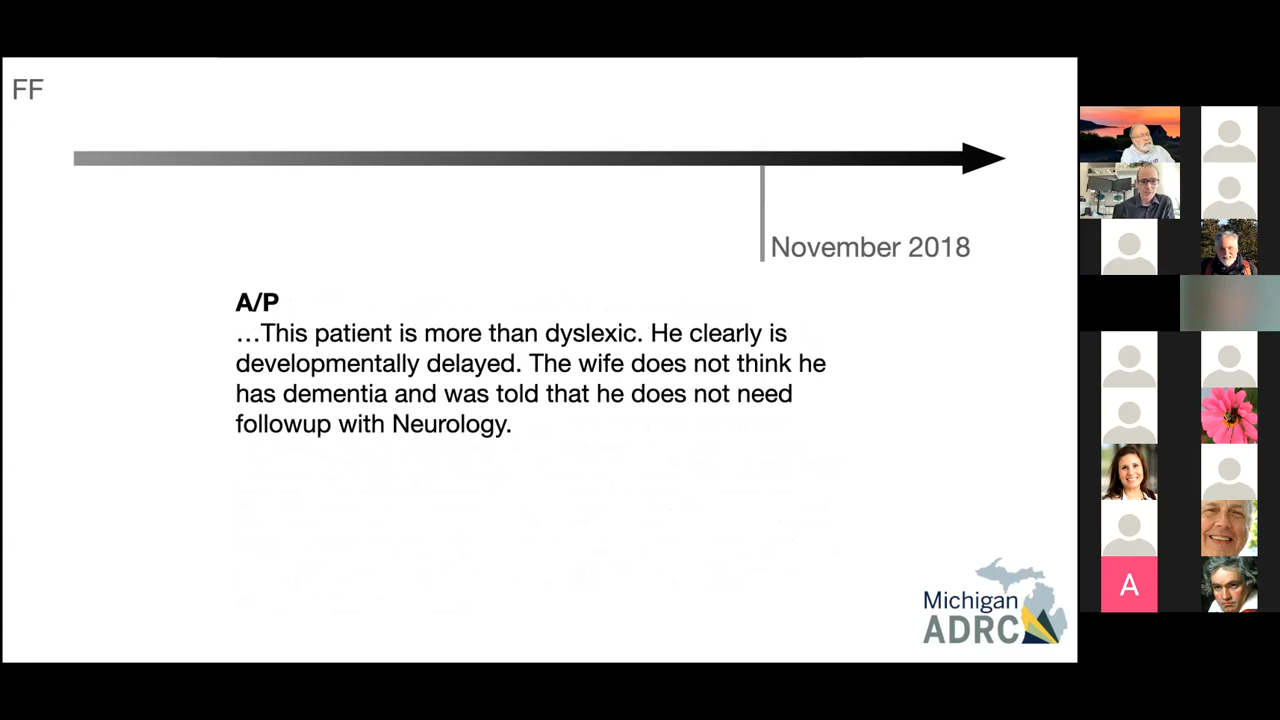 FF
November 2018
A/P
…This patient is more than dyslexic. He clearly is
developmentally delayed. The wife does not think he
has dementia and was told that he does not need
followup with Neurology.
Michigan
ADRC
A